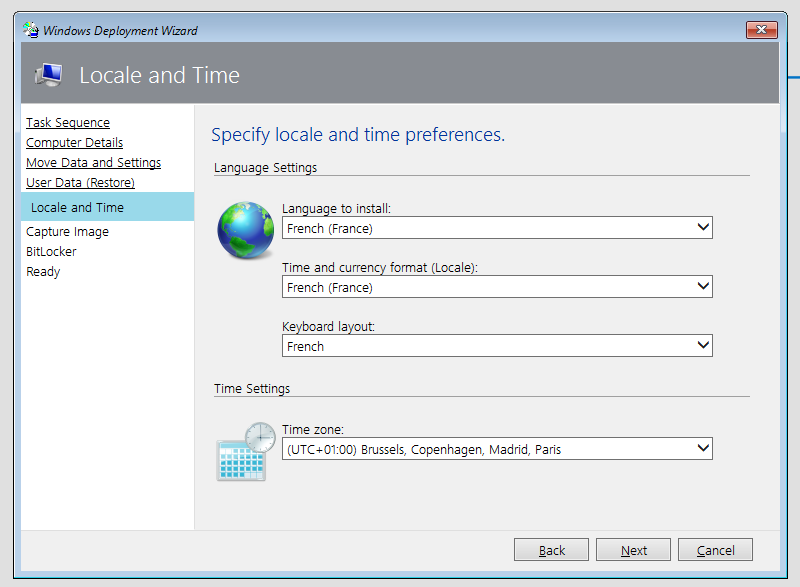 Windows Deployment Wizard
Locale and Time
Task Sequence
Computer Details
Move Data and Settings
User Data (Restore)
Locale and Time
Capture Image
BitLocker
Ready
Specify locale and time preferences.
Language Settings
Language to install:
French (France)
Time and currency format (Locale):
French (France)
Keyboard layout:
French
Time Settings
Time zone:
(UTC+01:00) Brussels, Copenhagen, Madrid, Paris
Back Next Cancel